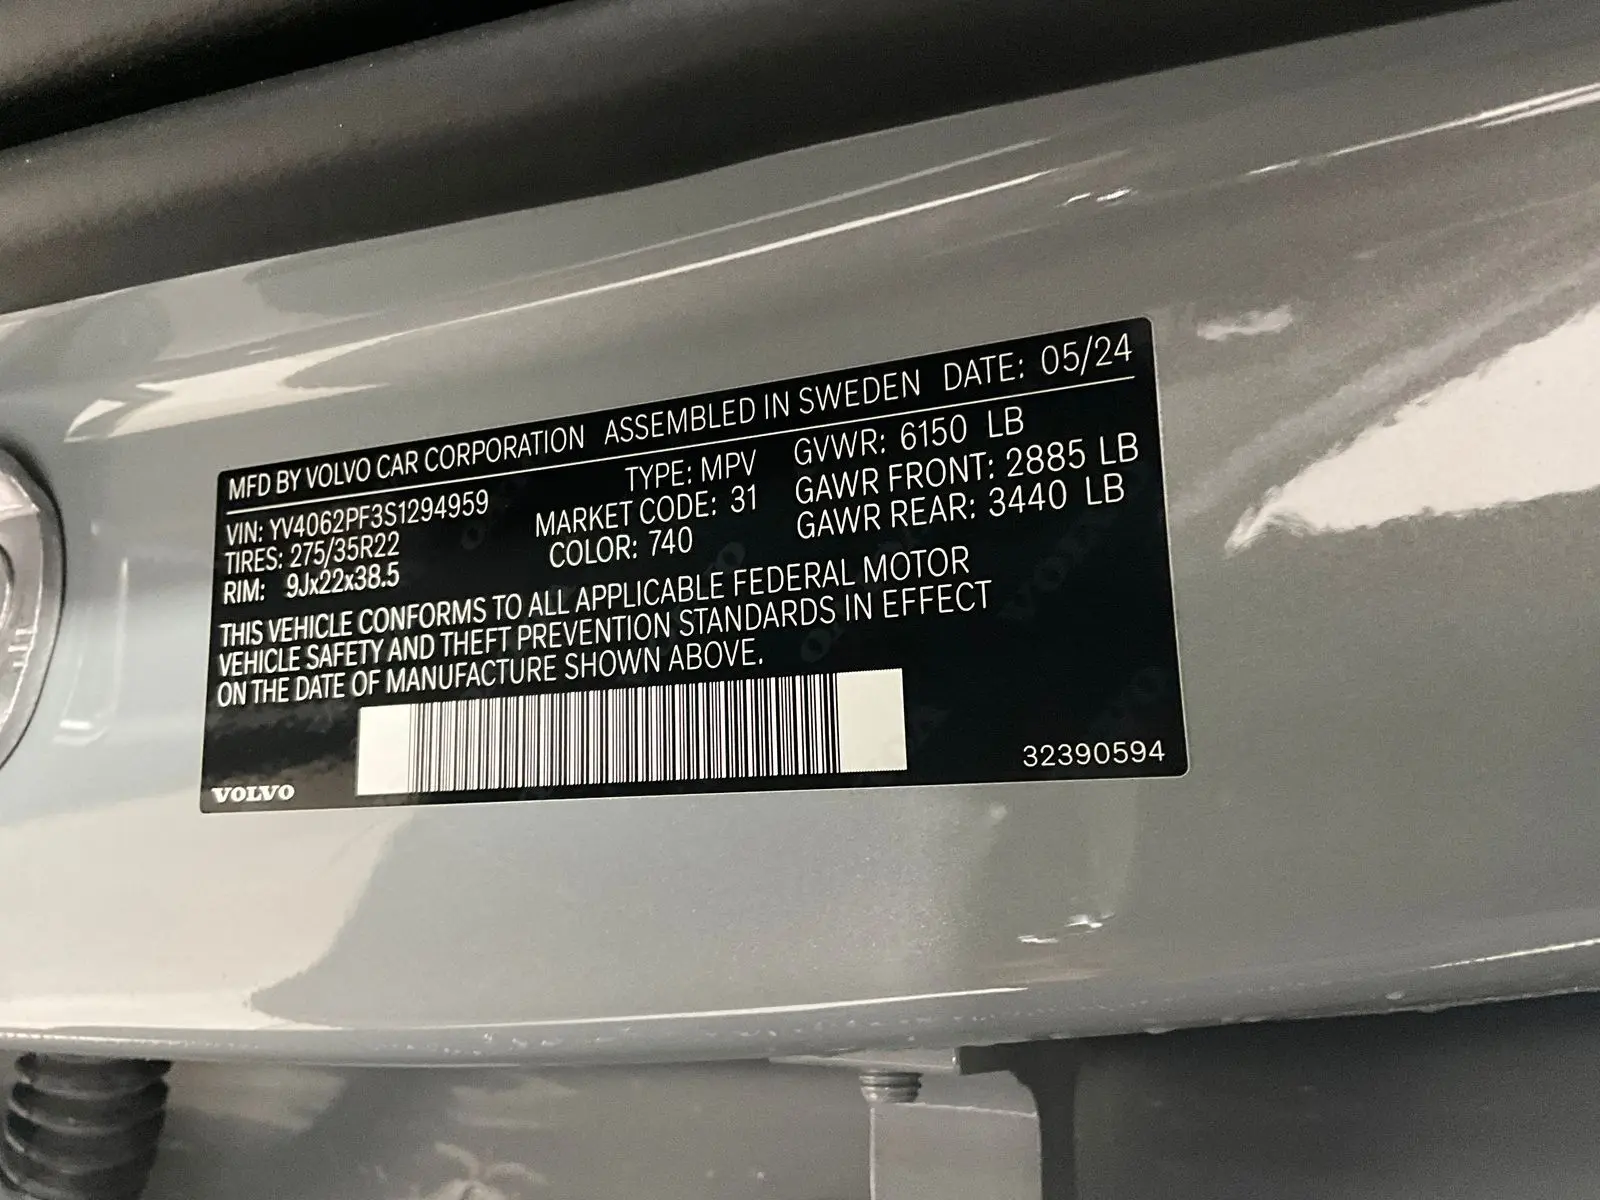 MFD BY VOLVO CAR CORPORATION ASSEMBLED IN SWEDEN DATE: 05/24
VIN: YV4062PF3S1294959 TYPE: MPV GVWR: 6150 LB
TIRES: 275/35R22 MARKET CODE: 31 GAWR FRONT: 2885 LB
RIM: 9Jx22x38.5 COLOR: 740 GAWR REAR: 3440 LB
THIS VEHICLE CONFORMS TO ALL APPLICABLE FEDERAL MOTOR
VEHICLE SAFETY AND THEFT PREVENTION STANDARDS IN EFFECT
ON THE DATE OF MANUFACTURE SHOWN ABOVE.
VOLVO 32390594